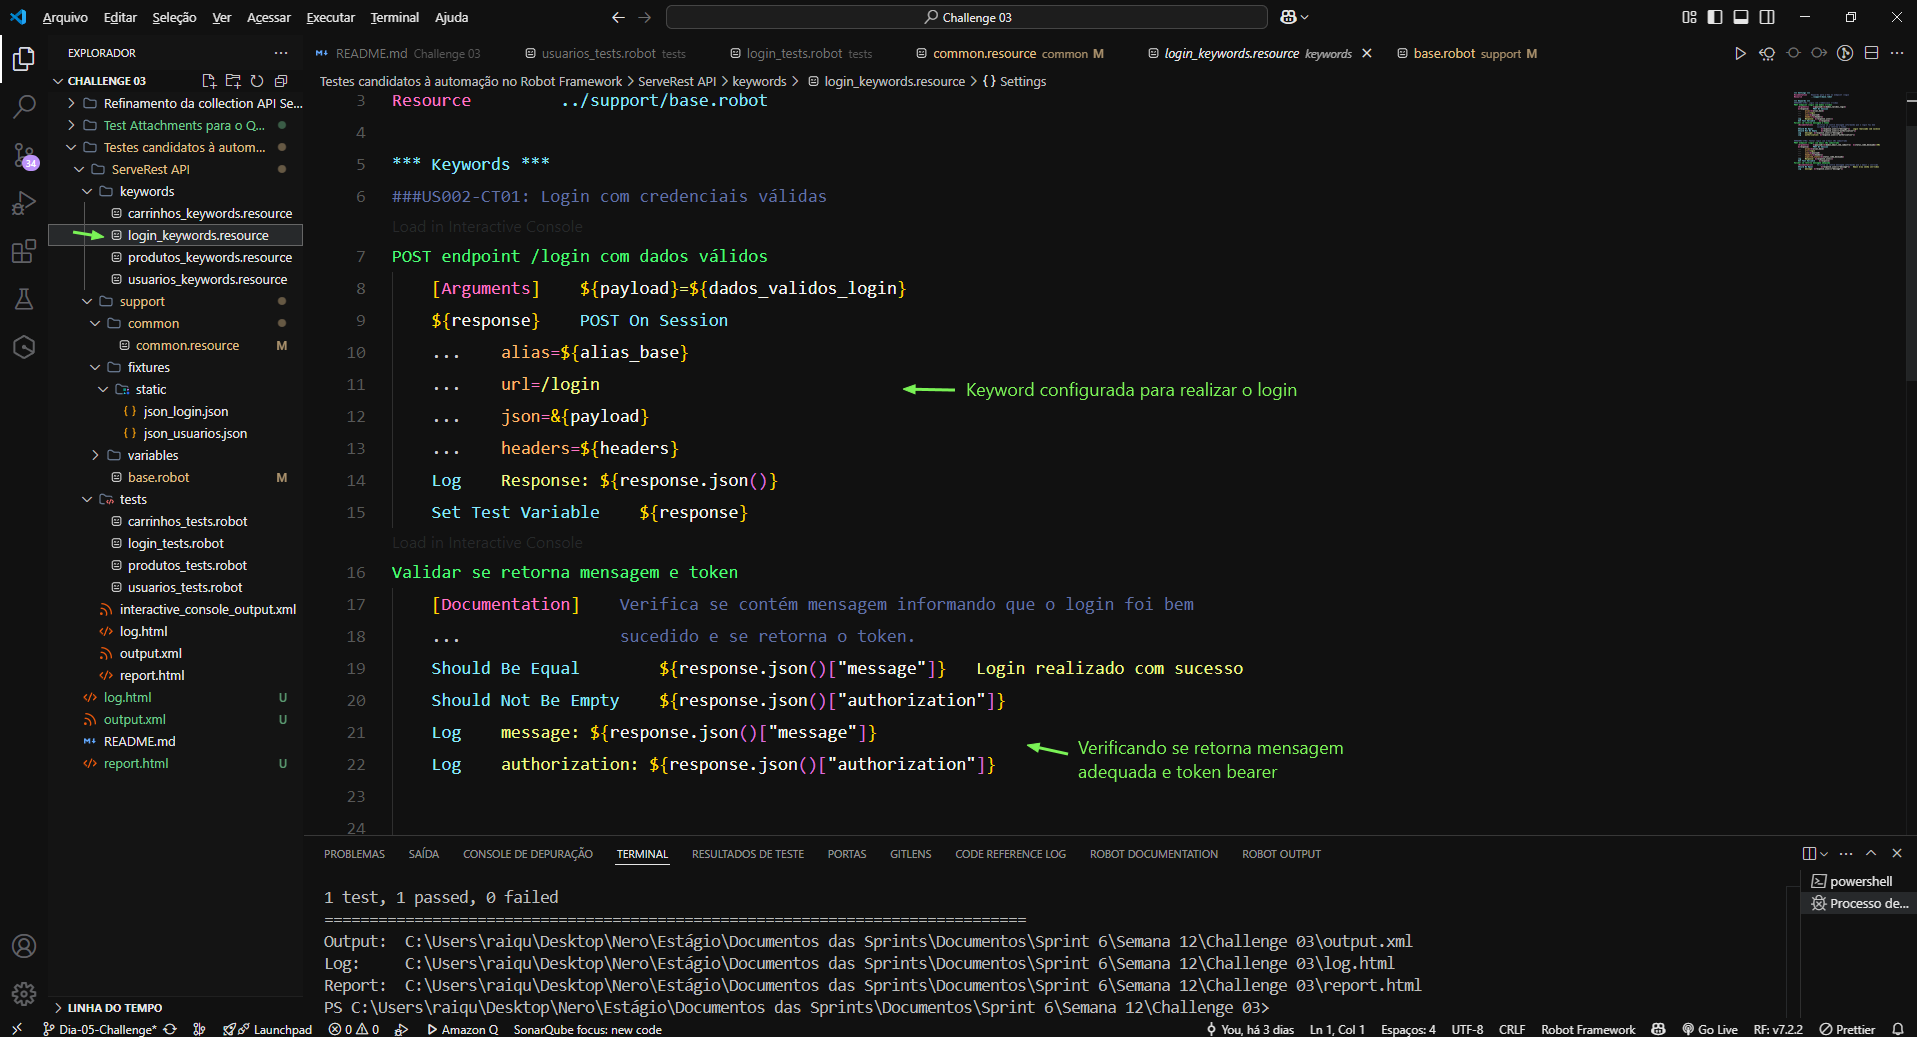 Arquivo Editar Seleção Ver Acessar Executar Terminal Ajuda
Challenge 03
EXPLORADOR
CHALLENGE 03
Refinamento da collection API Se...
Test Attachments para o Q...
Testes candidatos à autom...
ServeRest API
keywords
carrinhos_keywords.resource
login_keywords.resource
produtos_keywords.resource
usuarios_keywords.resource
support
common
common.resource M
fixtures
static
json_login.json
json_usuarios.json
variables
base.robot M
tests
carrinhos_tests.robot
login_tests.robot
produtos_tests.robot
usuarios_tests.robot
interactive_console_output.xml
log.html
output.xml
report.html
log.html U
output.xml U
README.md
report.html U
LINHA DO TEMPO
34
README.md Challenge 03 usuarios_tests.robot tests login_tests.robot tests common.resource common M login_keywords.resource keywords base.robot support M
Testes candidatos à automação no Robot Framework > ServeRest API > keywords > login_keywords.resource > {} Settings
3 Resource ../support/base.robot
4
5 *** Keywords ***
6 ###US002-CT01: Login com credenciais válidas
Load in Interactive Console
7 POST endpoint /login com dados válidos
8 [Arguments] ${payload}=${dados_validos_login}
9 ${response} POST On Session
10 ... alias=${alias_base}
11 ... url=/login
Keyword configurada para realizar o login
12 ... json=&{payload}
13 ... headers=${headers}
14 Log Response: ${response.json()}
15 Set Test Variable ${response}
Load in Interactive Console
16 Validar se retorna mensagem e token
17 [Documentation] Verifica se contém mensagem informando que o login foi bem
18 ... sucedido e se retorna o token.
19 Should Be Equal ${response.json()["message"]} Login realizado com sucesso
20 Should Not Be Empty ${response.json()["authorization"]}
21 Log message: ${response.json()["message"]}
22 Log authorization: ${response.json()["authorization"]}
Verificando se retorna mensagem
adequada e token bearer
23
24
PROBLEMAS SAÍDA CONSOLE DE DEPURAÇÃO TERMINAL RESULTADOS DE TESTE PORTAS GITLENS CODE REFERENCE LOG ROBOT DOCUMENTATION ROBOT OUTPUT
powershell
Processo de...
1 test, 1 passed, 0 failed
==============================================================================
Output: C:\Users\raiqu\Desktop\Nero\Estágio\Documentos das Sprints\Documentos\Sprint 6\Semana 12\Challenge 03\output.xml
Log: C:\Users\raiqu\Desktop\Nero\Estágio\Documentos das Sprints\Documentos\Sprint 6\Semana 12\Challenge 03\log.html
Report: C:\Users\raiqu\Desktop\Nero\Estágio\Documentos das Sprints\Documentos\Sprint 6\Semana 12\Challenge 03\report.html
PS C:\Users\raiqu\Desktop\Nero\Estágio\Documentos das Sprints\Documentos\Sprint 6\Semana 12\Challenge 03>
Dia-05-Challenge* Launchpad 0 0 Amazon Q SonarQube focus: new code You, há 3 dias Ln 1, Col 1 Espaços: 4 UTF-8 CRLF Robot Framework Go Live RF: v7.2.2 Prettier